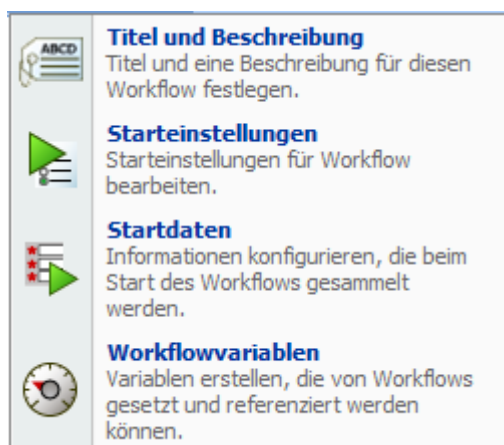 ABCD
Titel und Beschreibung
Titel und eine Beschreibung für diesen
Workflow festlegen.
Starteinstellungen
Starteinstellungen für Workflow
bearbeiten.
Startdaten
Informationen konfigurieren, die beim
Start des Workflows gesammelt
werden.
Workflowvariablen
Variablen erstellen, die von Workflows
gesetzt und referenziert werden
können.